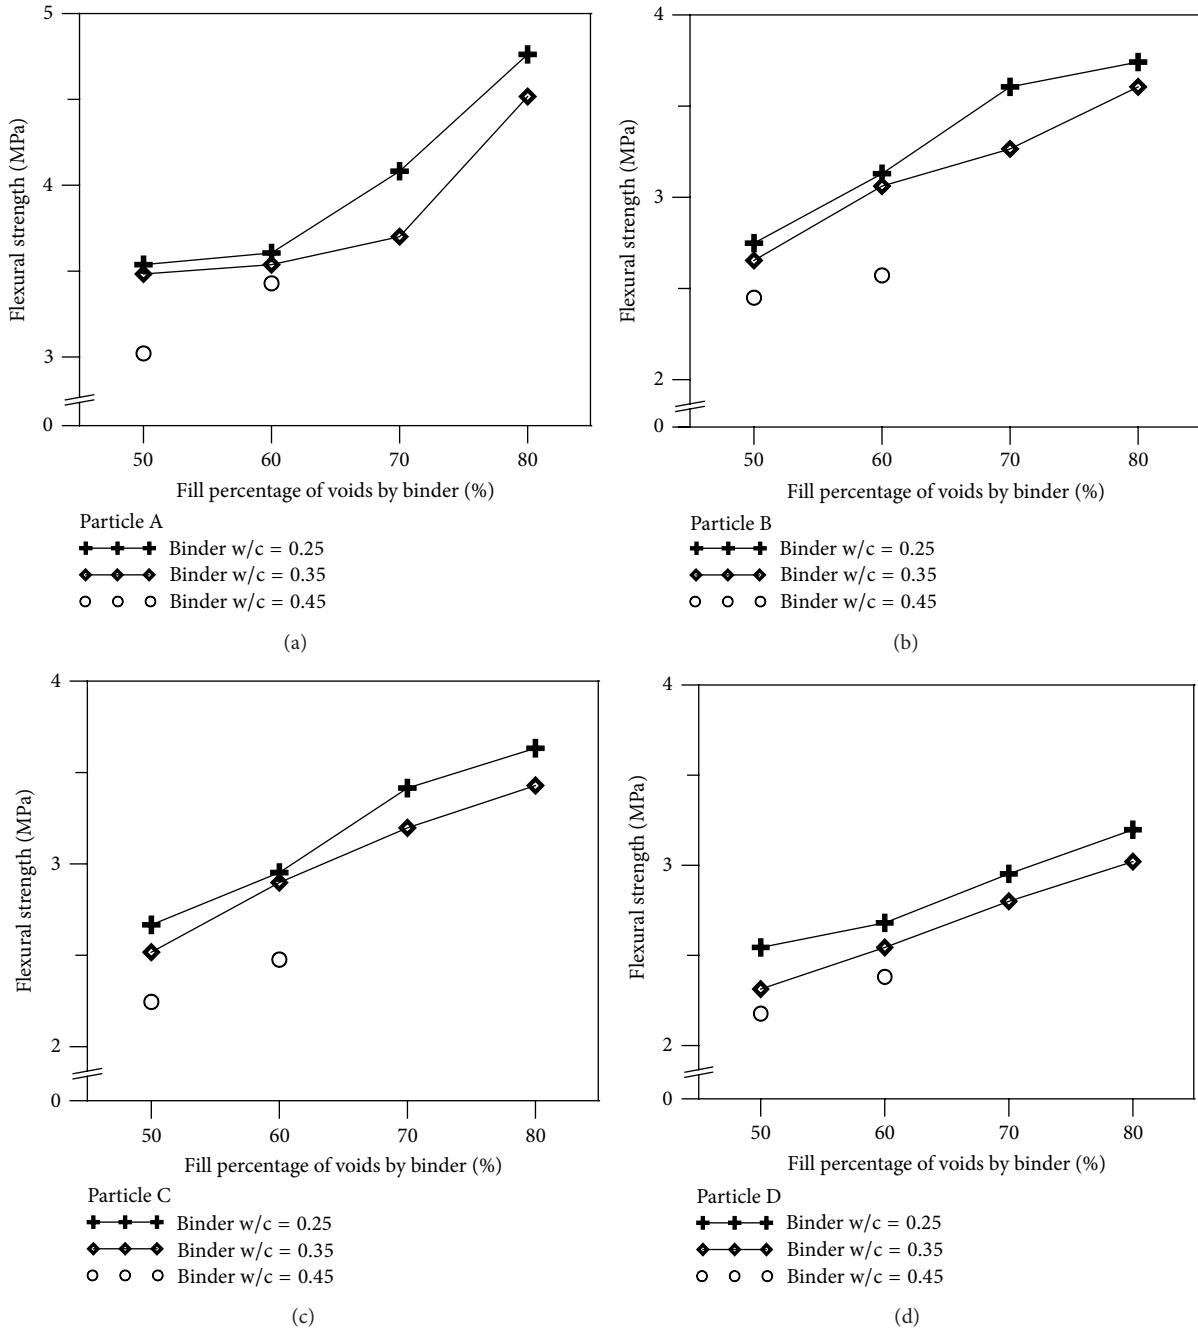 5
4
3
0
Flexural strength (MPa)
50 60 70 80
Fill percentage of voids by binder (%)
Particle A
Binder w/c = 0.25
Binder w/c = 0.35
Binder w/c = 0.45
(a)
4
3
2
0
Flexural strength (MPa)
50 60 70 80
Fill percentage of voids by binder (%)
Particle B
Binder w/c = 0.25
Binder w/c = 0.35
Binder w/c = 0.45
(b)
4
3
2
0
Flexural strength (MPa)
50 60 70 80
Fill percentage of voids by binder (%)
Particle C
Binder w/c = 0.25
Binder w/c = 0.35
Binder w/c = 0.45
(c)
4
3
2
0
Flexural strength (MPa)
50 60 70 80
Fill percentage of voids by binder (%)
Particle D
Binder w/c = 0.25
Binder w/c = 0.35
Binder w/c = 0.45
(d)